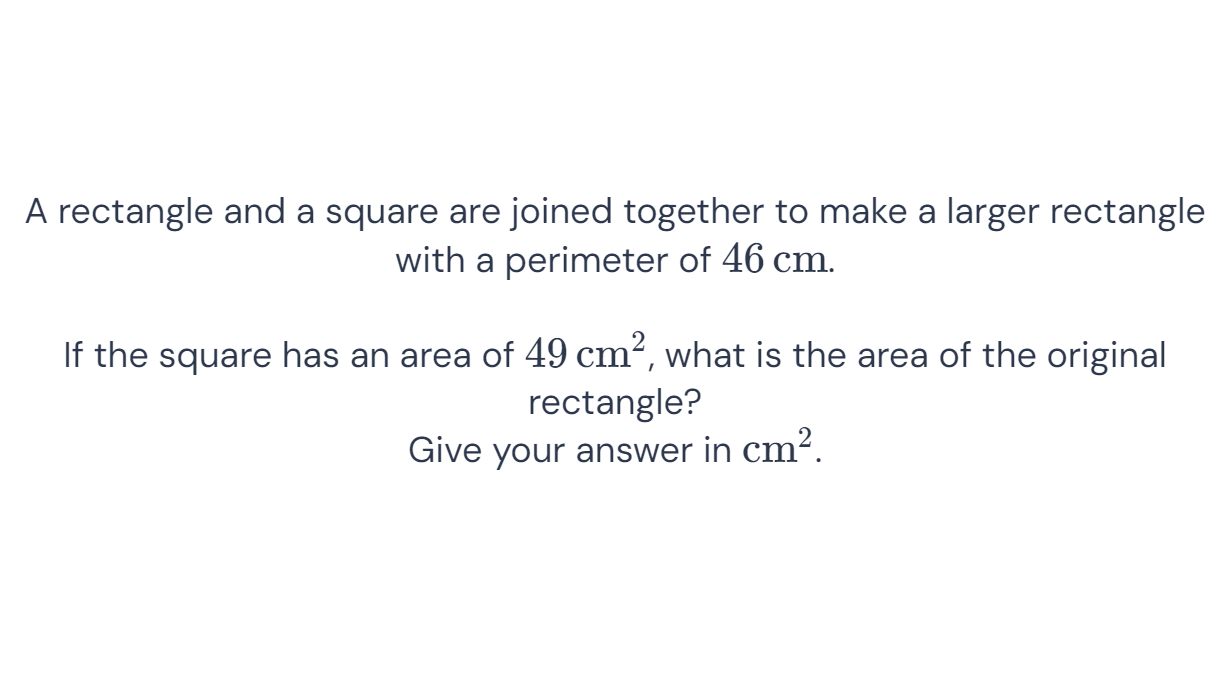 A rectangle and a square are joined together to make a larger rectangle
with a perimeter of 46 cm.
If the square has an area of 49 cm², what is the area of the original
rectangle?
Give your answer in cm².